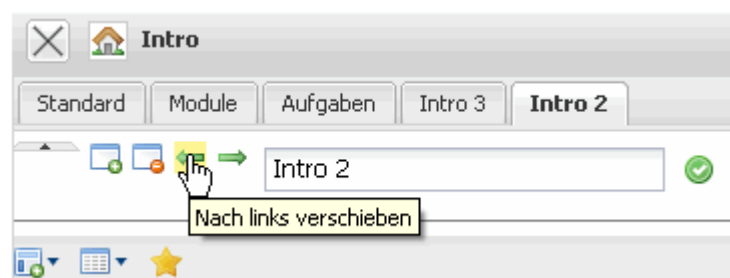 Intro
Standard Module Aufgaben Intro 3 Intro 2
Intro 2
Nach links verschieben